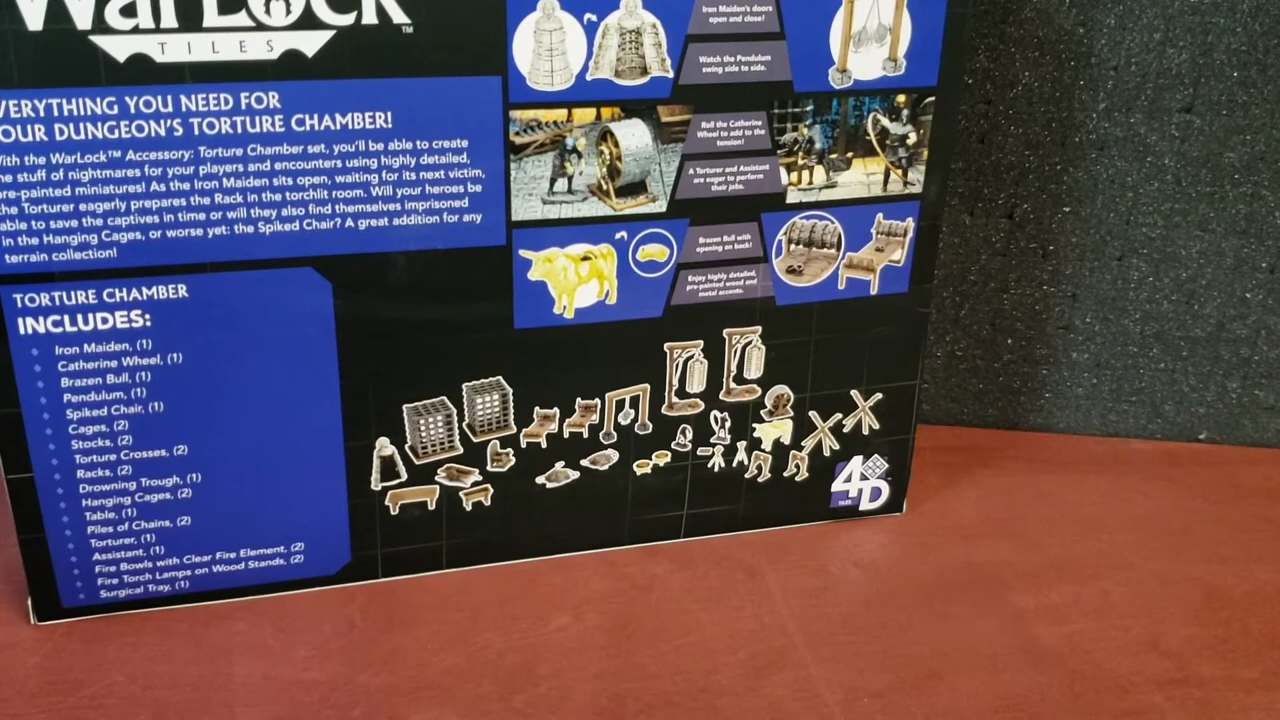 WarLock™
TILES
VERYTHING YOU NEED FOR
OUR DUNGEON'S TORTURE CHAMBER!
With the WarLock™ Accessory: Torture Chamber set, you'll be able to create
he stuff of nightmares for your players and encounters using highly detailed,
pre-painted miniatures! As the Iron Maiden sits open, waiting for its next victim,
the Torturer eagerly prepares the Rack in the torchlit room. Will your heroes be
able to save the captives in time or will they also find themselves imprisoned
in the Hanging Cages, or worse yet: the Spiked Chair? A great addition for any
terrain collection!
TORTURE CHAMBER
INCLUDES:
Iron Maiden, (1)
Catherine Wheel, (1)
Brazen Bull, (1)
Pendulum, (1)
Spiked Chair, (1)
Cages, (2)
Stocks, (2)
Torture Crosses, (2)
Racks, (2)
Drowning Trough, (1)
Hanging Cages, (2)
Table, (1)
Piles of Chains, (2)
Torturer, (1)
Assistant, (1)
Fire Bowls with Clear Fire Element, (2)
Fire Torch Lamps on Wood Stands, (2)
Surgical Tray, (1)
Iron Maiden's doors
open and close!
Watch the Pendulum
swing side to side.
Roll the Catherine
Wheel to add to the
tension!
A Torturer and Assistant
are eager to perform
their jobs.
Brazen Bull with
opening on back!
Enjoy highly detailed,
pre-painted wood and
metal accents.
4D
TILES